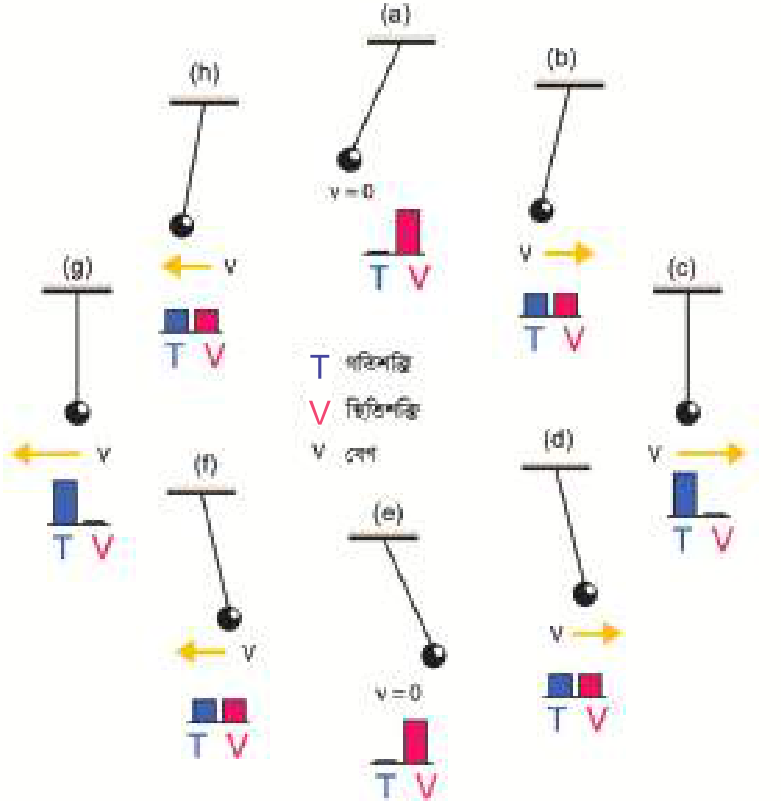 (a)
v = 0
T V
(b)
v
T V
(c)
v
T V
(d)
v
T V
(e)
v = 0
T V
(f)
v
T V
(g)
v
T V
(h)
v
T V
T গতিশক্তি
V স্থিতিশক্তি
v বেগ